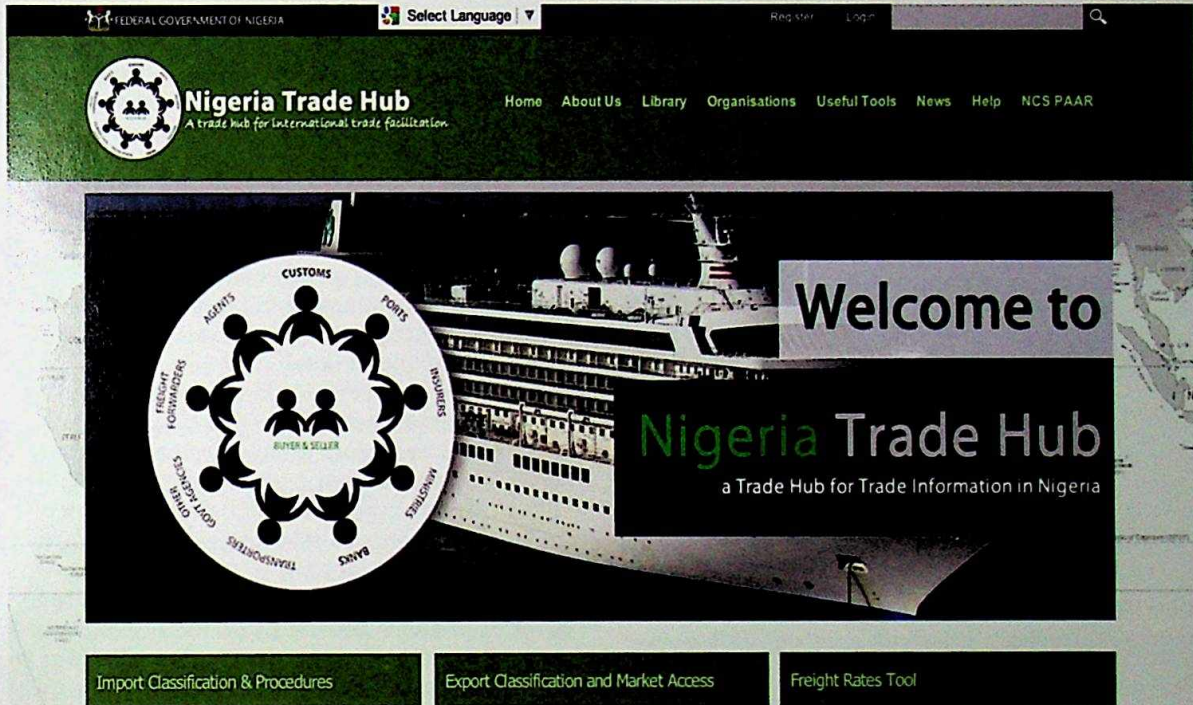 FEDERAL GOVERNMENT OF NIGERIA
Select Language ▼
Register Login
Nigeria Trade Hub
A trade hub for international trade facilitation
Home About Us Library Organisations Useful Tools News Help NCS PAAR
CUSTOMS
PORTS
INSURERS
MINISTRIES
BANKS
TRANSPORTERS
OTHER GOVT AGENCIES
FREIGHT FORWARDERS
AGENTS
BUYER & SELLER
Welcome to
Nigeria Trade Hub
a Trade Hub for Trade Information in Nigeria
Import Classification & Procedures
Export Classification and Market Access
Freight Rates Tool